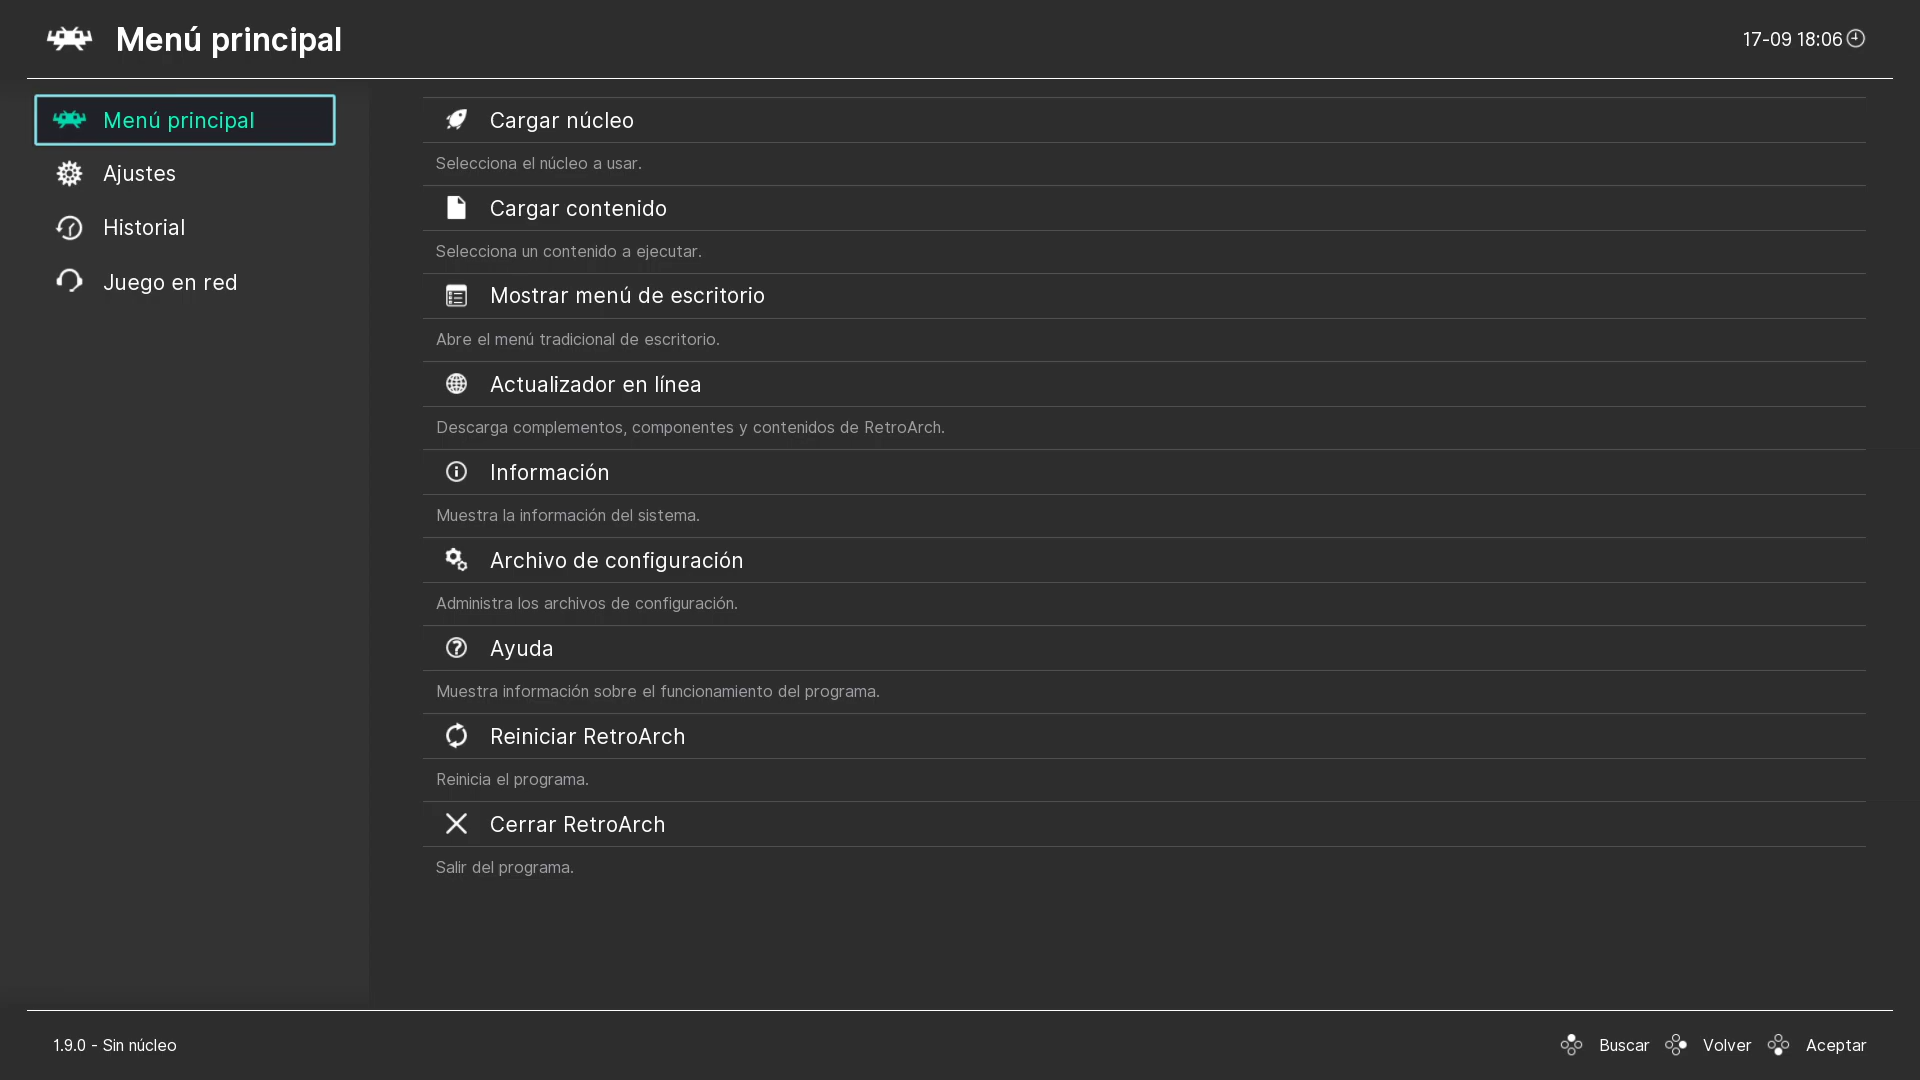 Menú principal
17-09 18:06
Menú principal
Ajustes
Historial
Juego en red
Cargar núcleo
Selecciona el núcleo a usar.
Cargar contenido
Selecciona un contenido a ejecutar.
Mostrar menú de escritorio
Abre el menú tradicional de escritorio.
Actualizador en línea
Descarga complementos, componentes y contenidos de RetroArch.
Información
Muestra la información del sistema.
Archivo de configuración
Administra los archivos de configuración.
Ayuda
Muestra información sobre el funcionamiento del programa.
Reiniciar RetroArch
Reinicia el programa.
Cerrar RetroArch
Salir del programa.
1.9.0 - Sin núcleo
Buscar Volver Aceptar